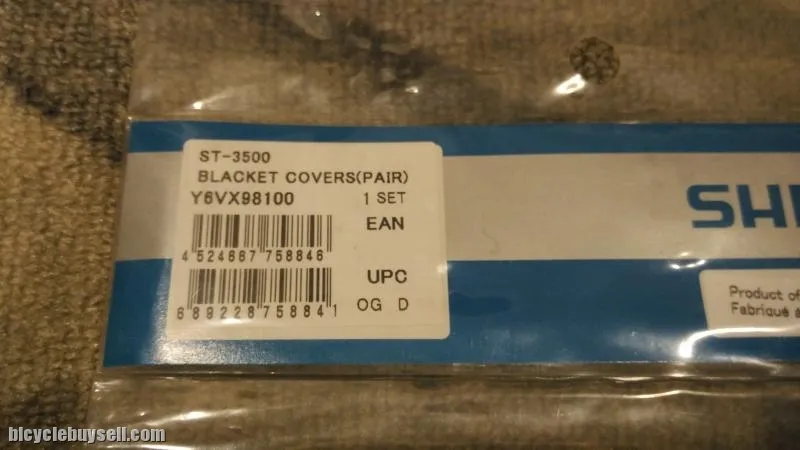 ST-3500
BLACKET COVERS(PAIR)
Y6VX98100 1 SET
EAN
4 524667 758846
UPC
6 89228 75884 1 OG D
SHI
Product of
Fabriqué à
bicyclebuysell.com